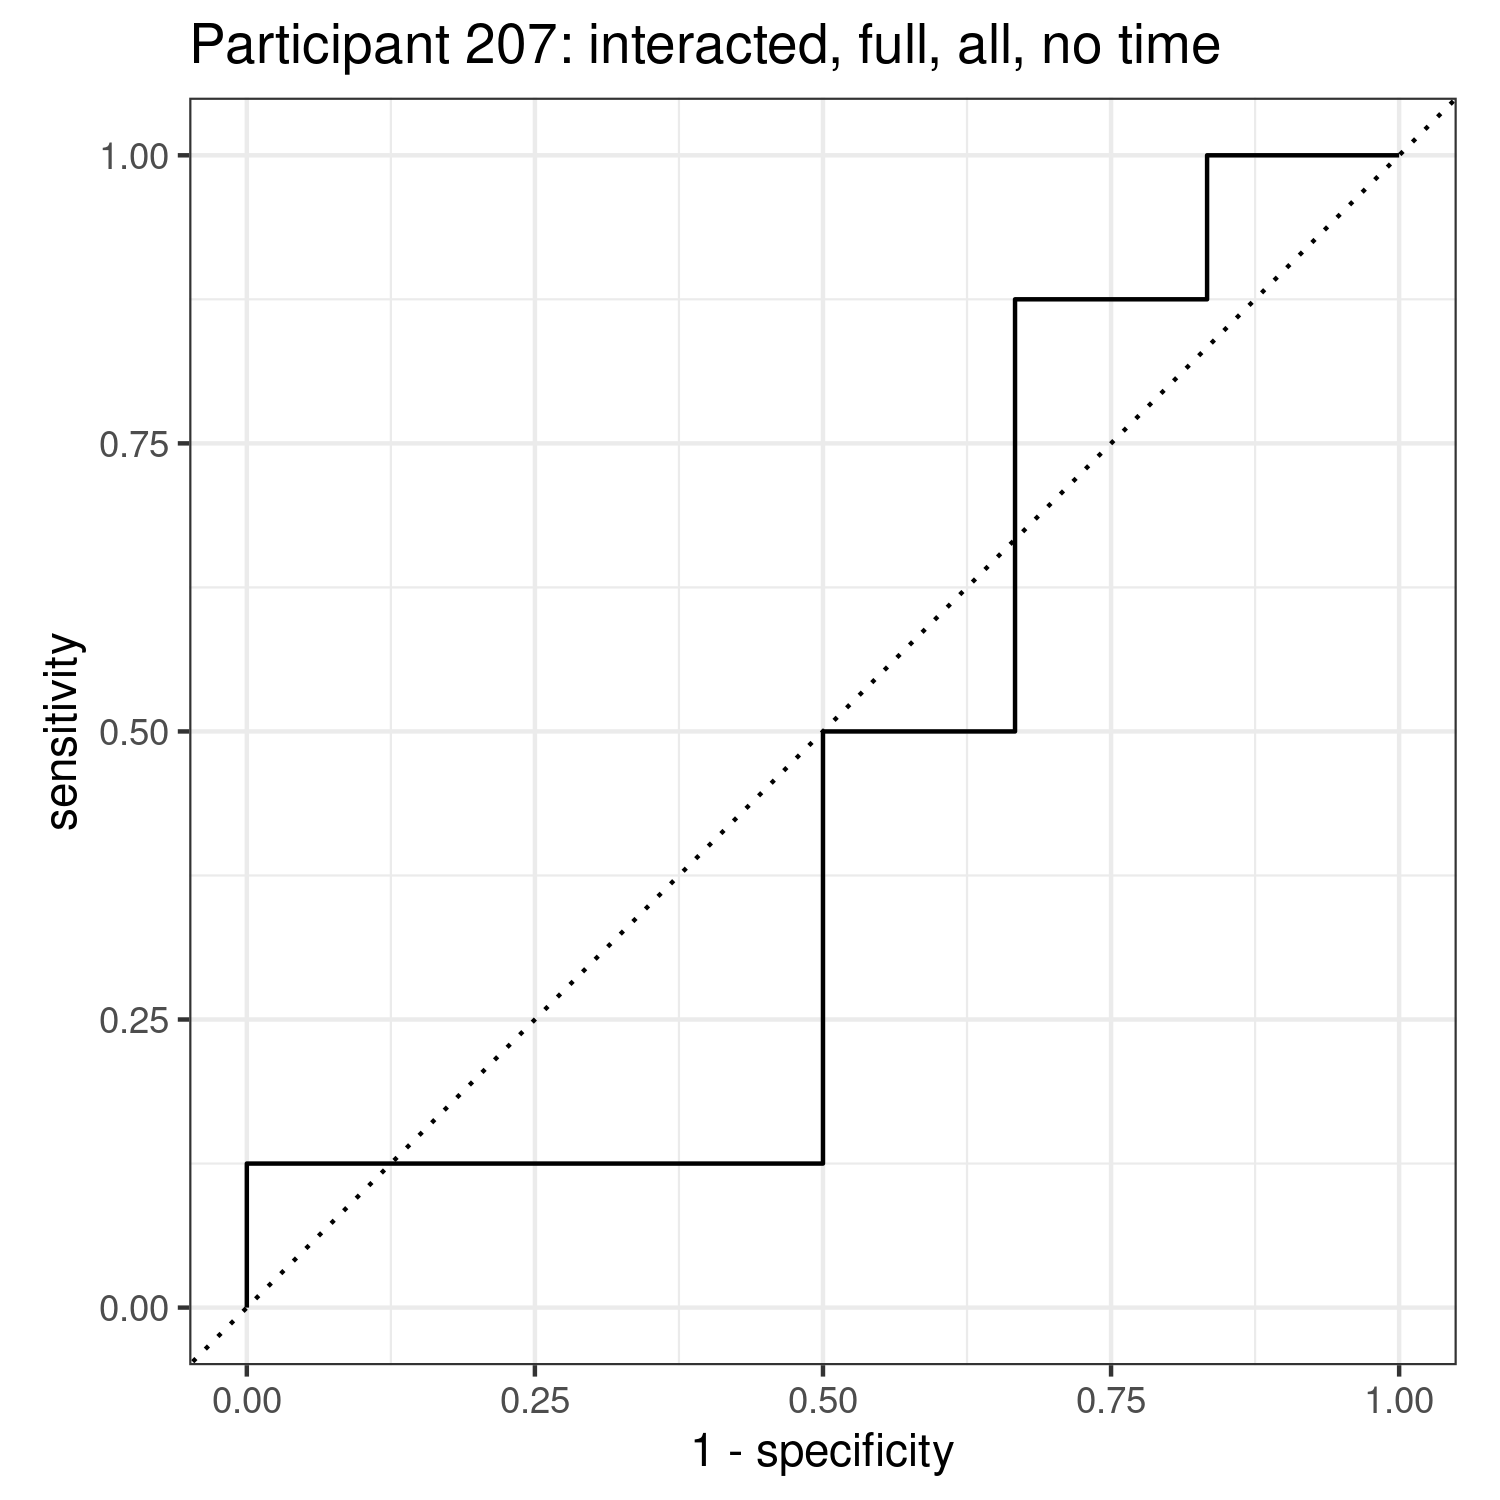 Participant 207: interacted, full, all, no time
1.00
0.75
0.50
0.25
0.00
sensitivity
0.00 0.25 0.50 0.75 1.00
1 - specificity